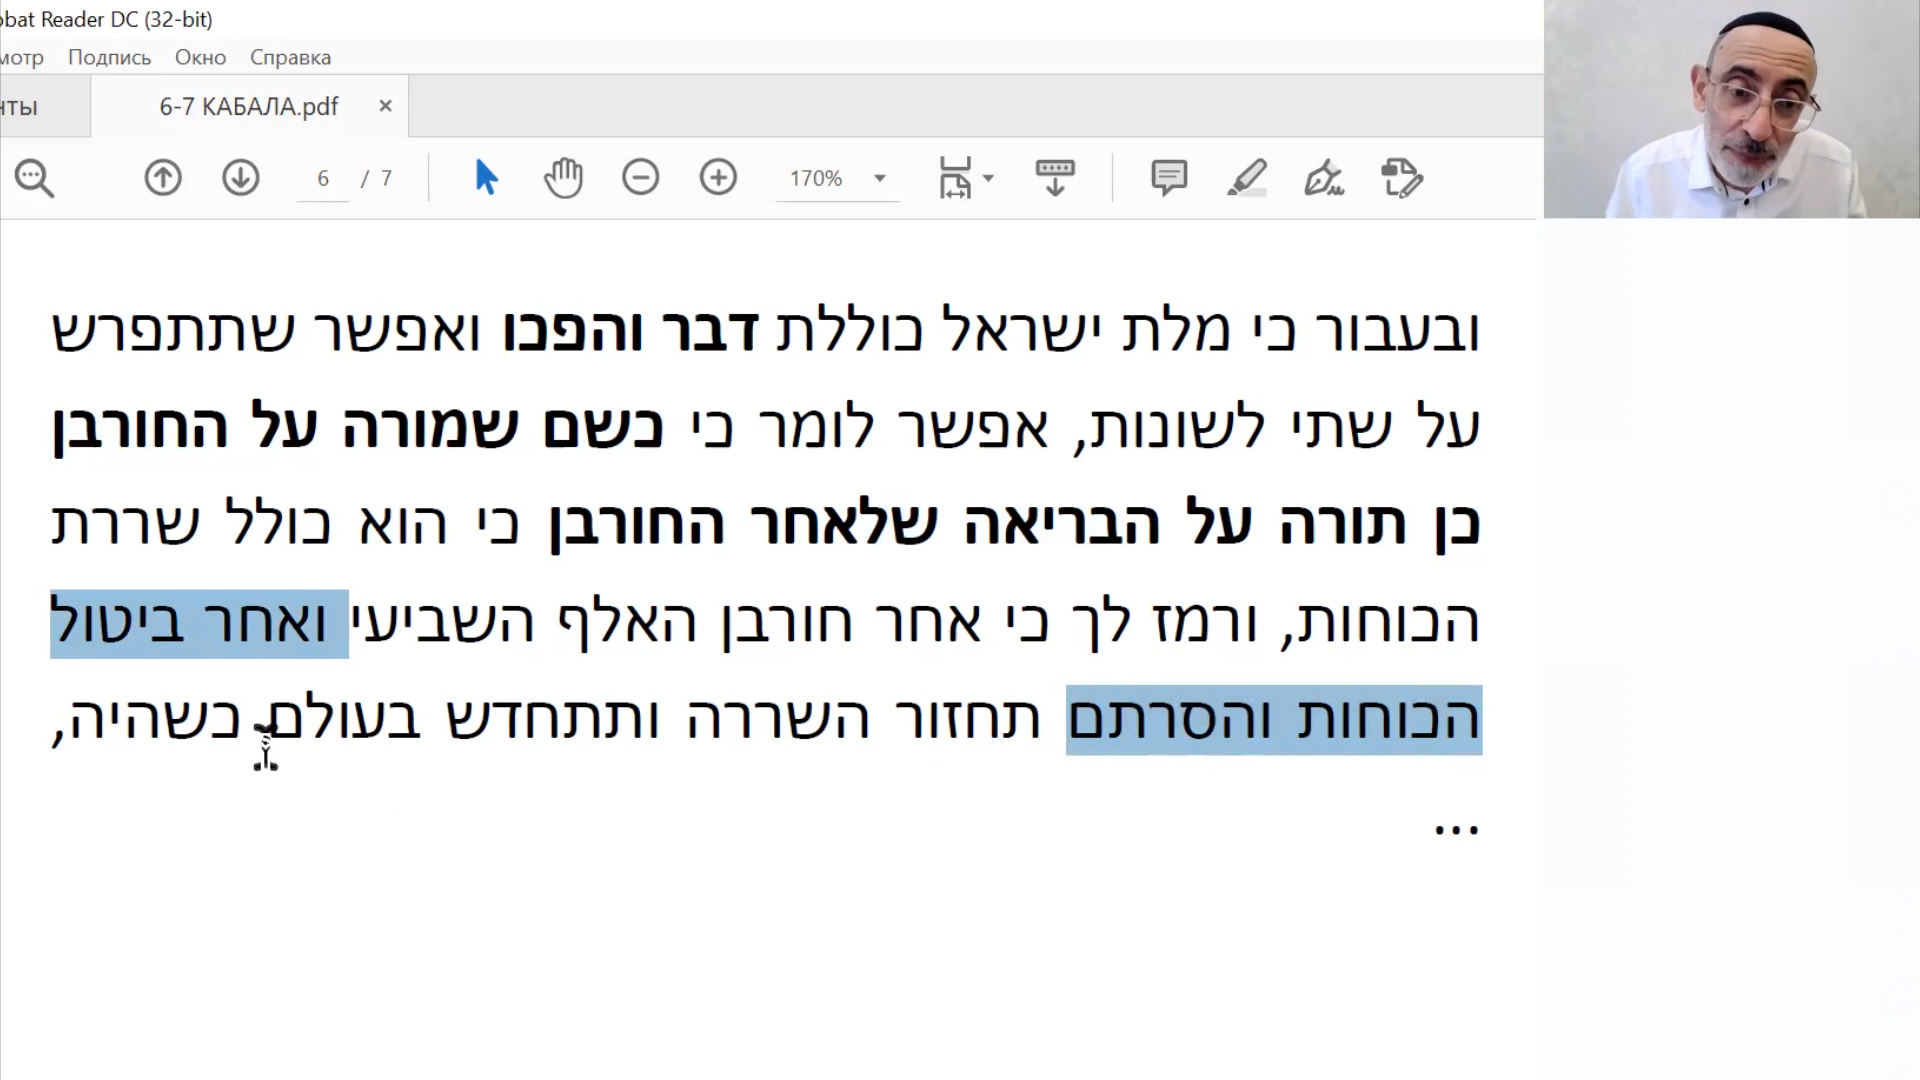 obat Reader DC (32-bit)
мотр Подпись Окно Справка
нты 6-7 КАБАЛА.pdf
6 / 7 170%
ובעבור כי מלת ישראל כוללת דבר והפכו ואפשר שתתפרש
על שתי לשונות, אפשר לומר כי כשם שמורה על החורבן
כן תורה על הבריאה שלאחר החורבן כי הוא כולל שררת
הכוחות, ורמז לך כי אחר חורבן האלף השביעי ואחר ביטול
הכוחות והסרתם תחזור השררה ותתחדש בעולם כשהיה,
...